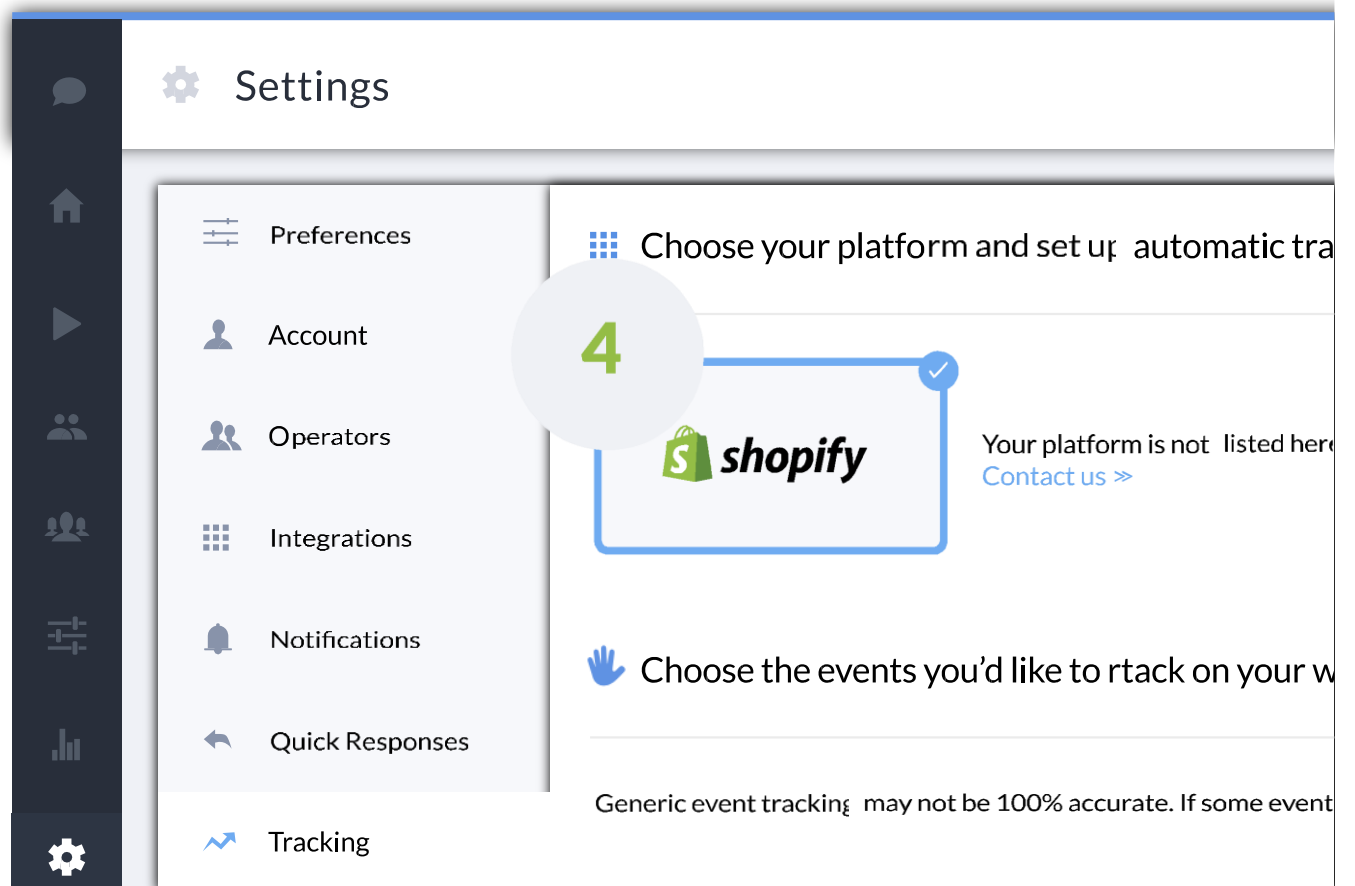 Settings
Preferences
Account
Operators
Integrations
Notifications
Quick Responses
Tracking
Choose your platform and set up automatic tra
4
shopify
Your platform is not listed here
Contact us >>
Choose the events you'd like to rtack on your w
Generic event tracking may not be 100% accurate. If some event